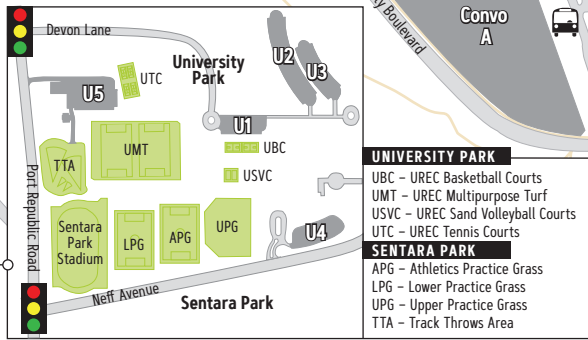 Devon Lane
University
Park
U2
U3
y Boulevard
Convo
A
U5
UTC
U1
UBC
UMT
TTA
USVC
Port Republic Road
Sentara
Park
Stadium
LPG
APG
UPG
U4
Neff Avenue
Sentara Park
UNIVERSITY PARK
UBC – UREC Basketball Courts
UMT – UREC Multipurpose Turf
USVC – UREC Sand Volleyball Courts
UTC – UREC Tennis Courts
SENTARA PARK
APG – Athletics Practice Grass
LPG – Lower Practice Grass
UPG – Upper Practice Grass
TTA – Track Throws Area